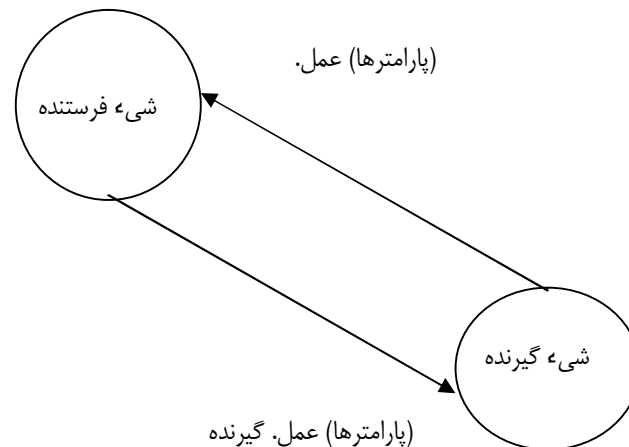 (پارامترها) عمل.
شیء فرستنده
شیء گیرنده
(پارامترها) عمل. گیرنده